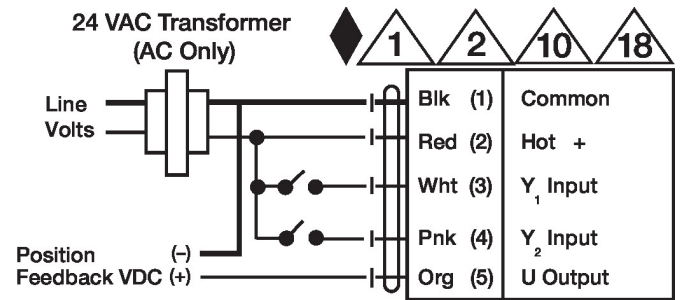 24 VAC Transformer
(AC Only)
1 2 10 18
Line
Volts
Blk (1) Common
Red (2) Hot +
Wht (3) Y1 Input
Pnk (4) Y2 Input
Org (5) U Output
Position (-)
Feedback VDC (+)